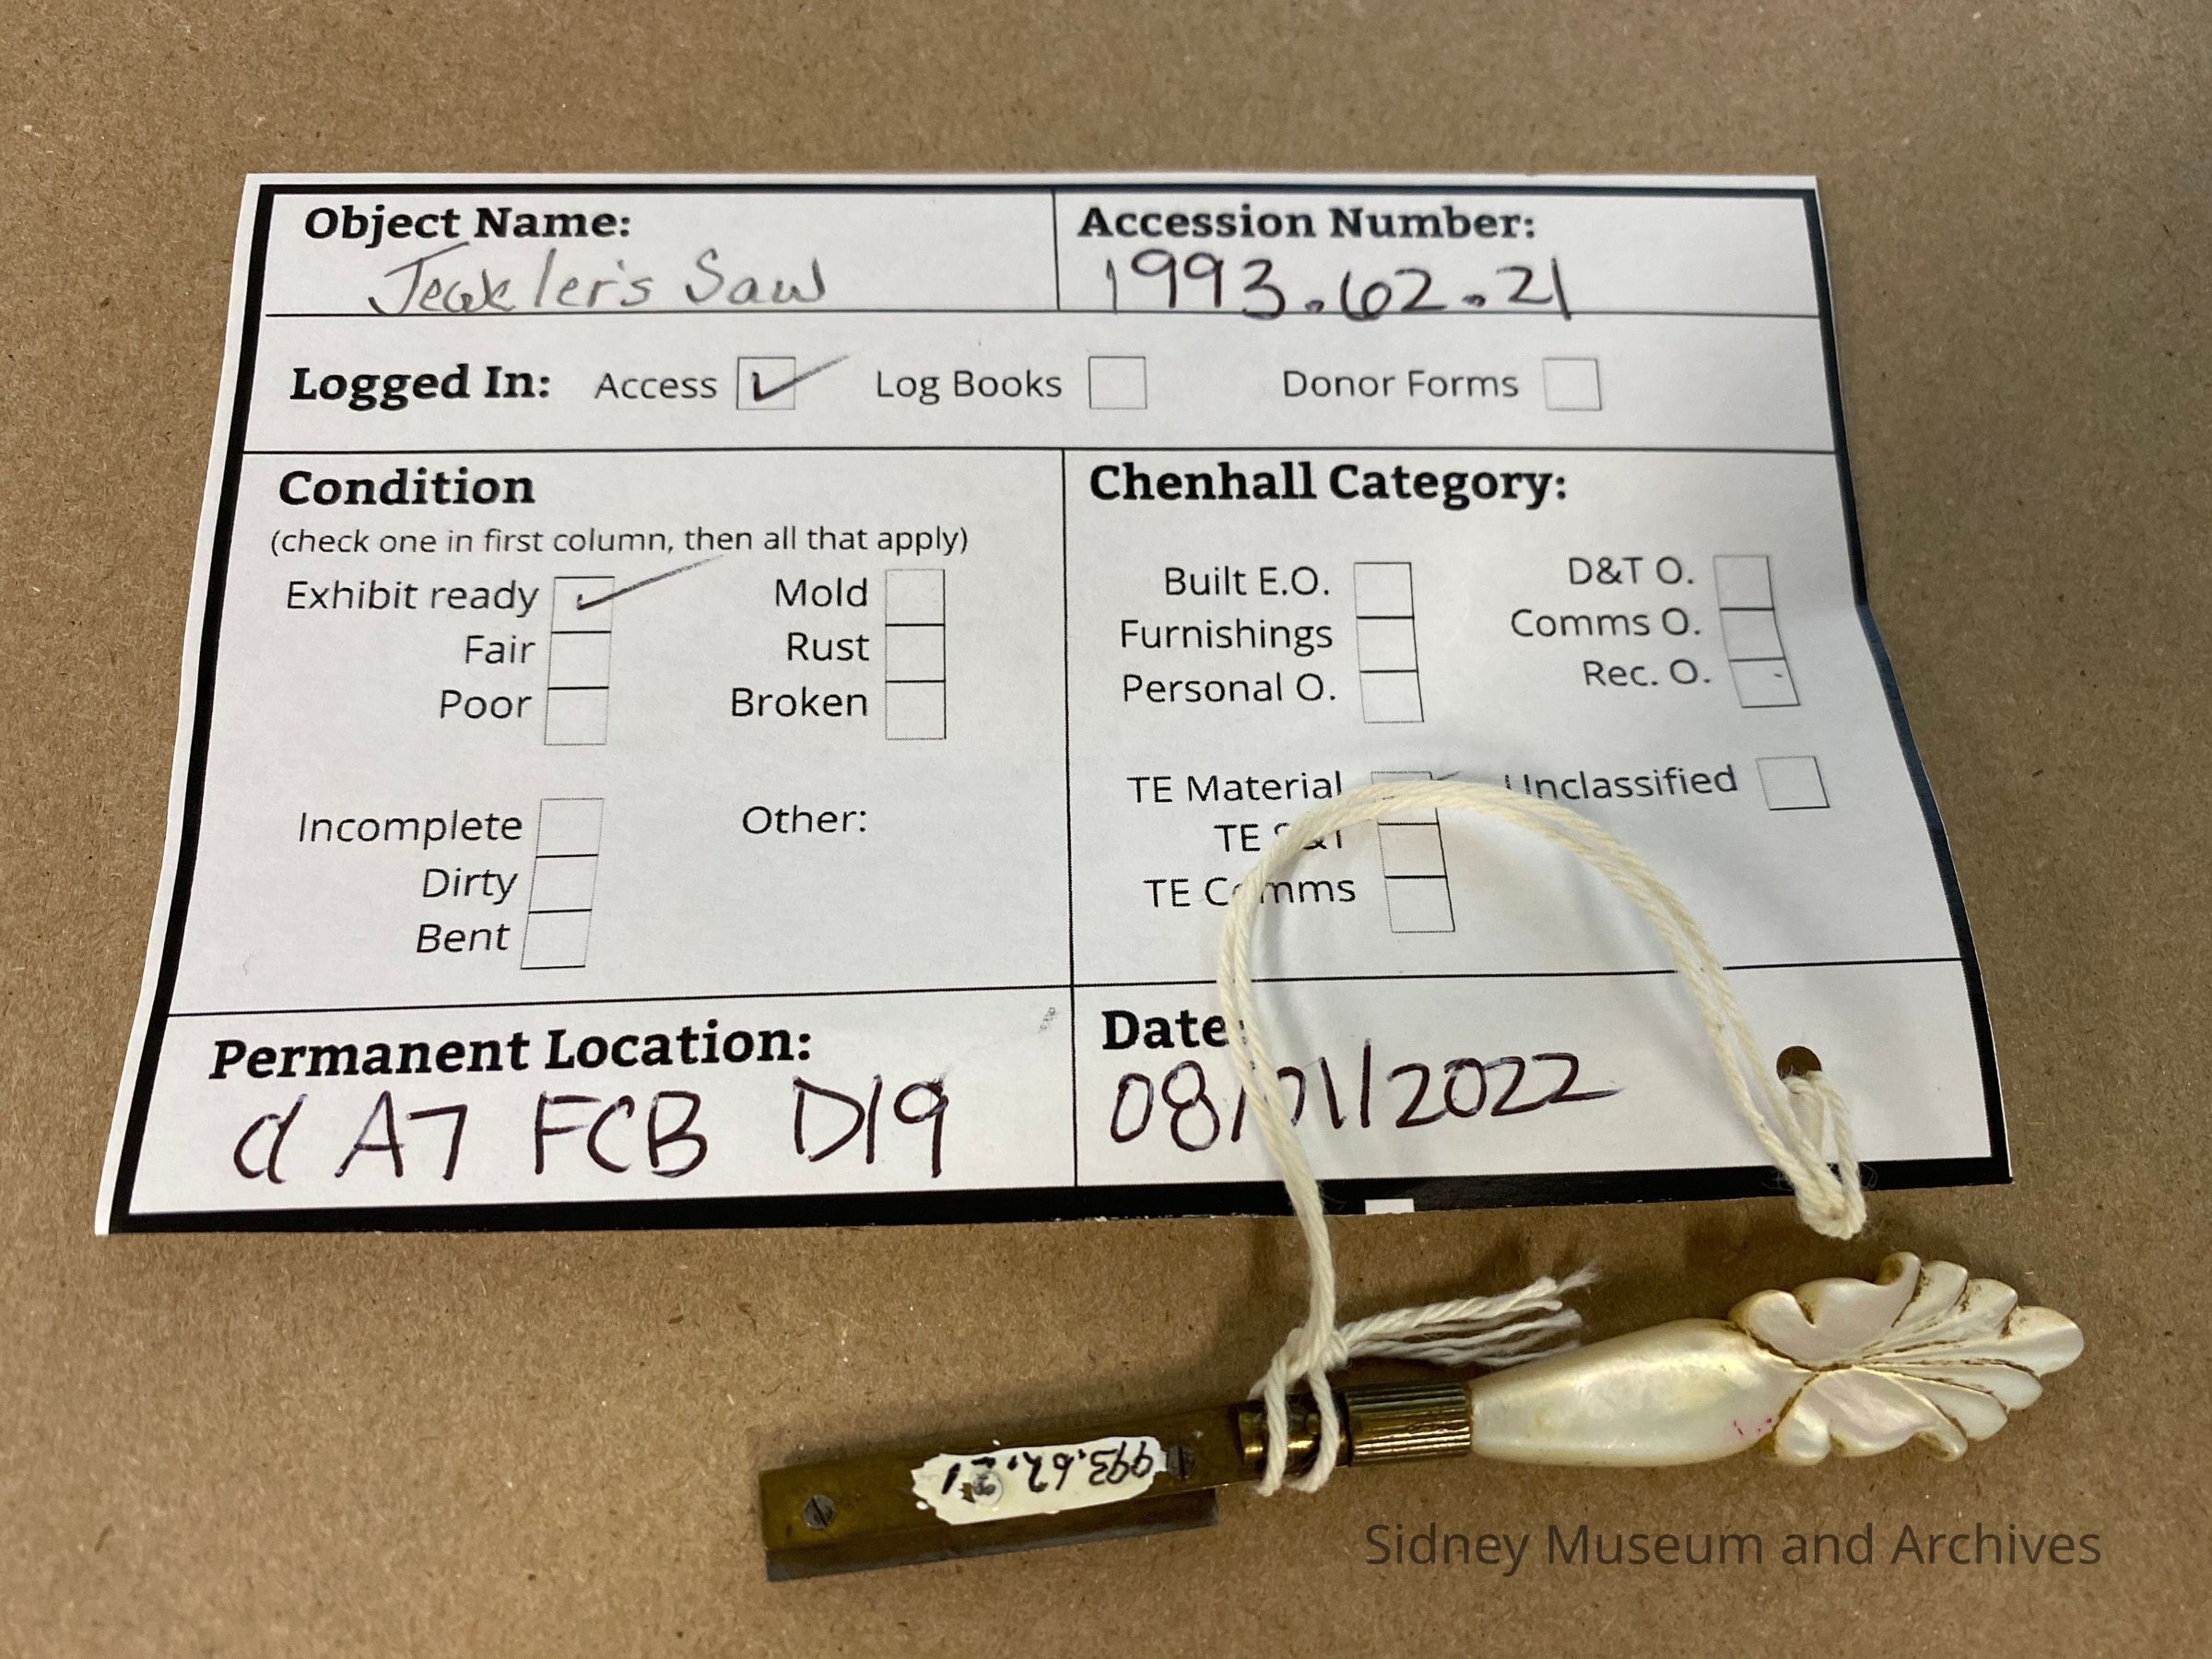 Object Name:
Jewkler's Saw
Accession Number:
1993.62.21
Logged In: Access Log Books Donor Forms
Condition
(check one in first column, then all that apply)
Exhibit ready
Fair
Poor
Mold
Rust
Broken
Incomplete
Dirty
Bent
Other:
Chenhall Category:
Built E.O.
Furnishings
Personal O.
D&T O.
Comms O.
Rec. O.
TE Material
TE
TE Comms
Unclassified
Permanent Location:
d A7 FCB D19
Date:
2022
993.62.21
Sidney Museum and Archives